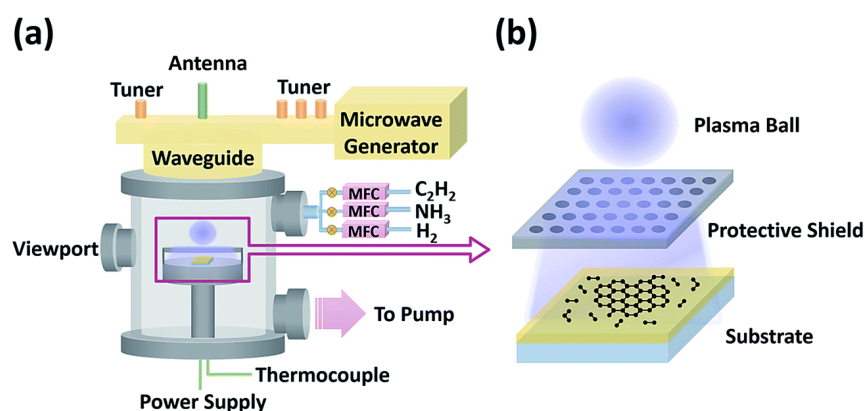 (a)
Antenna
Tuner
Tuner
Microwave
Generator
Waveguide
MFC
C₂H₂
MFC
NH₃
MFC
H₂
Viewport
To Pump
Thermocouple
Power Supply
(b)
Plasma Ball
Protective Shield
Substrate